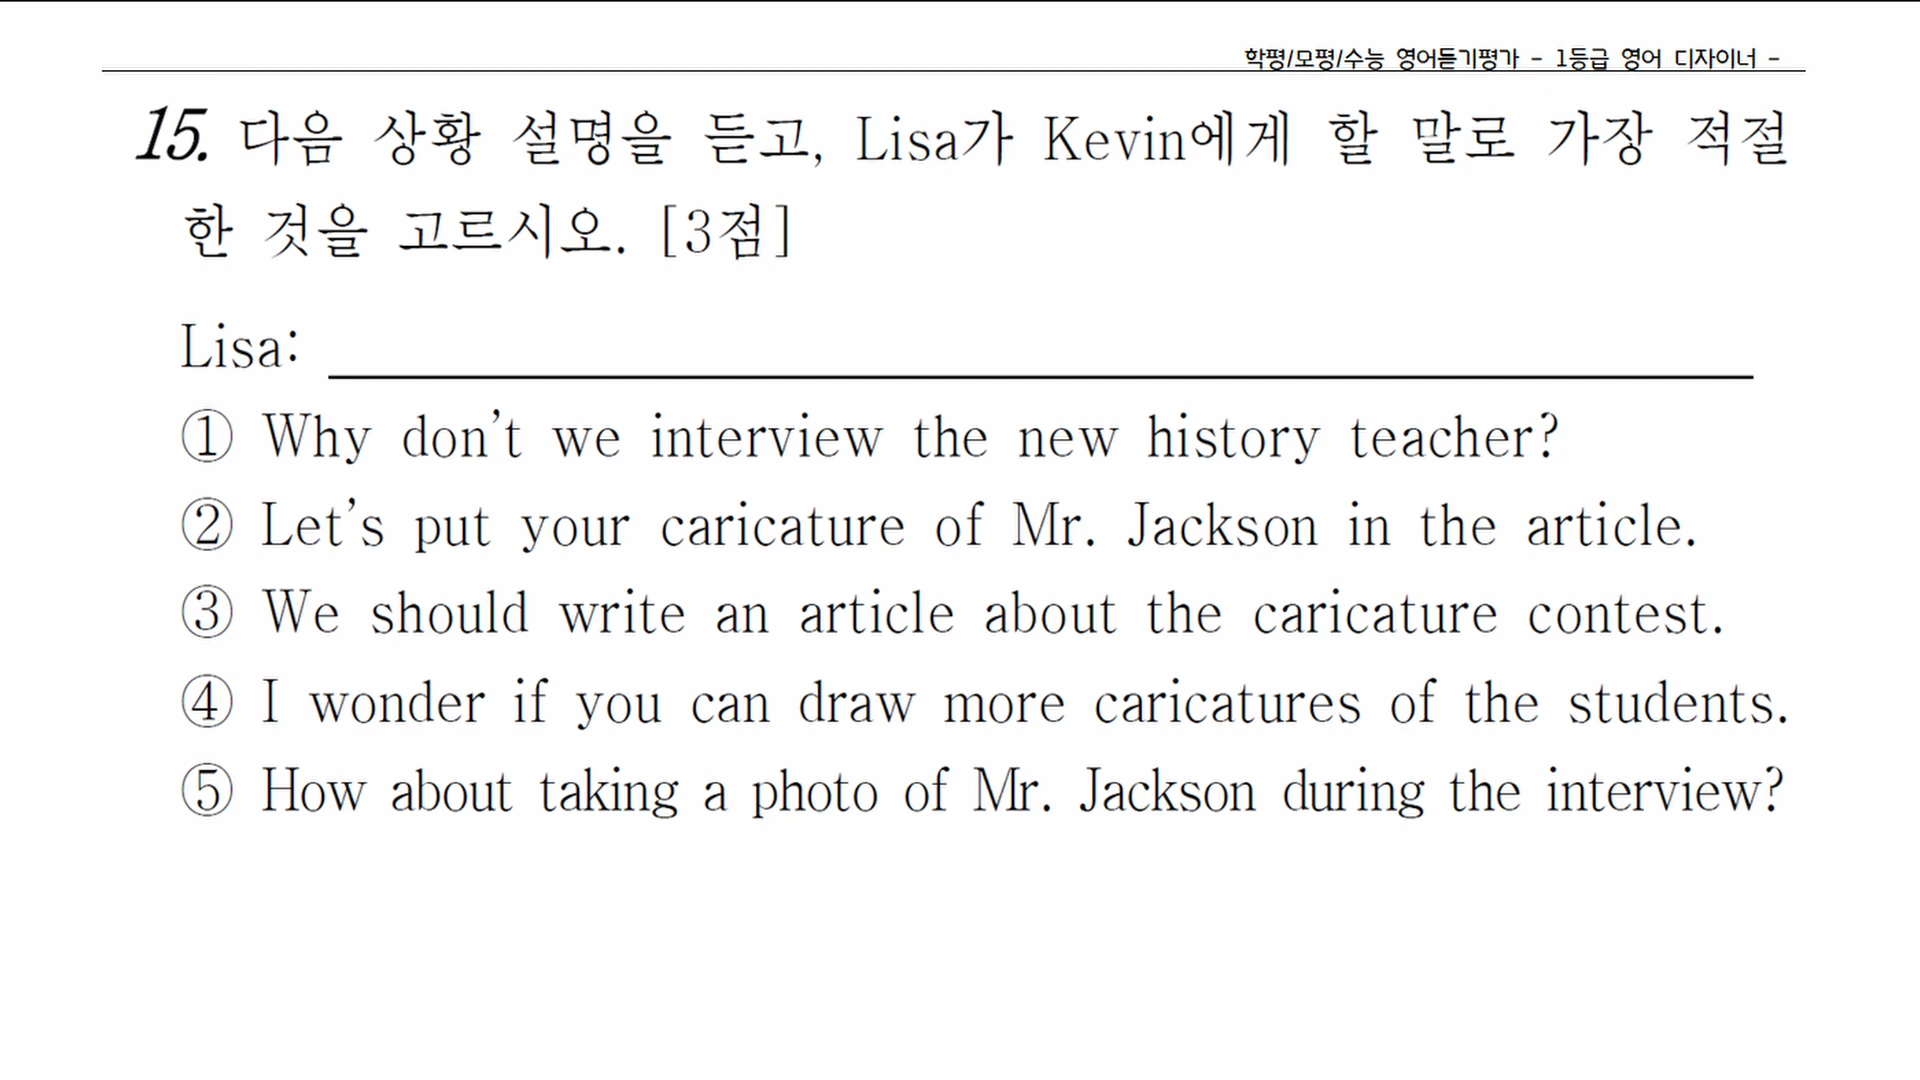 학평/모평/수능 영어듣기평가 - 1등급 영어 디자이너 -
15. 다음 상황 설명을 듣고, Lisa가 Kevin에게 할 말로 가장 적절
한 것을 고르시오. [3점]
Lisa:
① Why don't we interview the new history teacher?
② Let's put your caricature of Mr. Jackson in the article.
③ We should write an article about the caricature contest.
④ I wonder if you can draw more caricatures of the students.
⑤ How about taking a photo of Mr. Jackson during the interview?